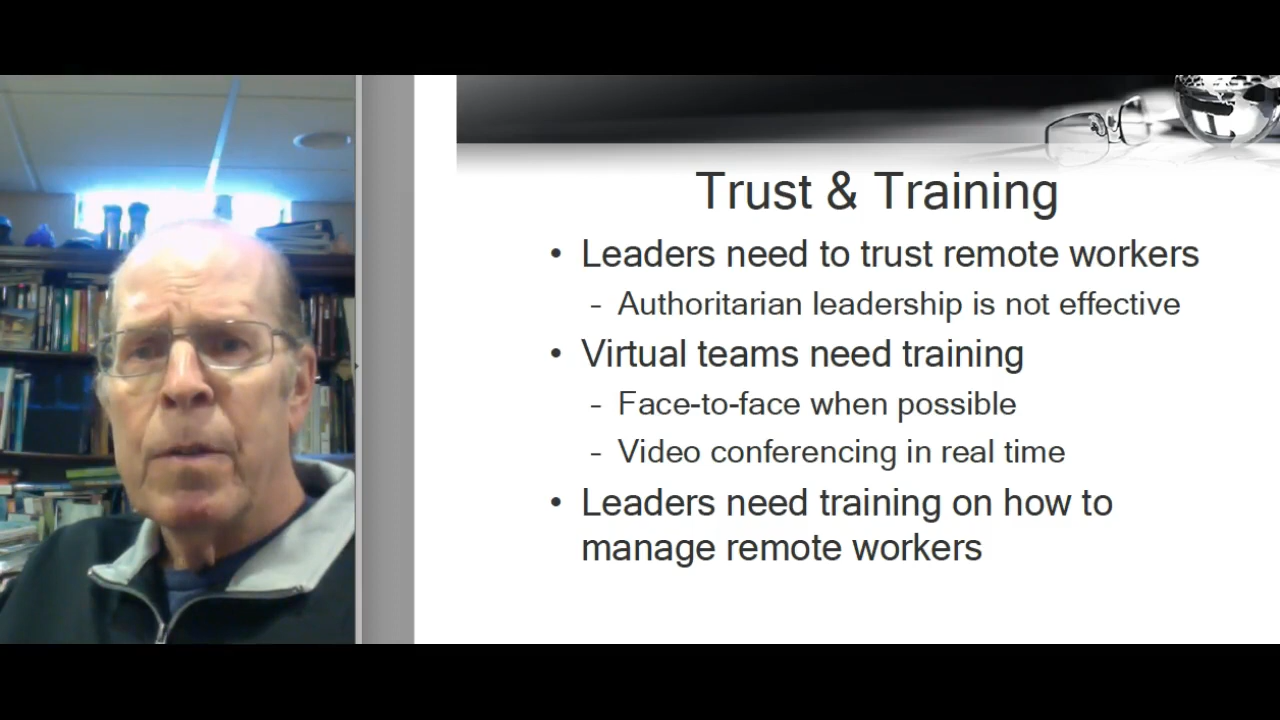 Trust & Training
• Leaders need to trust remote workers
- Authoritarian leadership is not effective
• Virtual teams need training
- Face-to-face when possible
- Video conferencing in real time
• Leaders need training on how to
manage remote workers